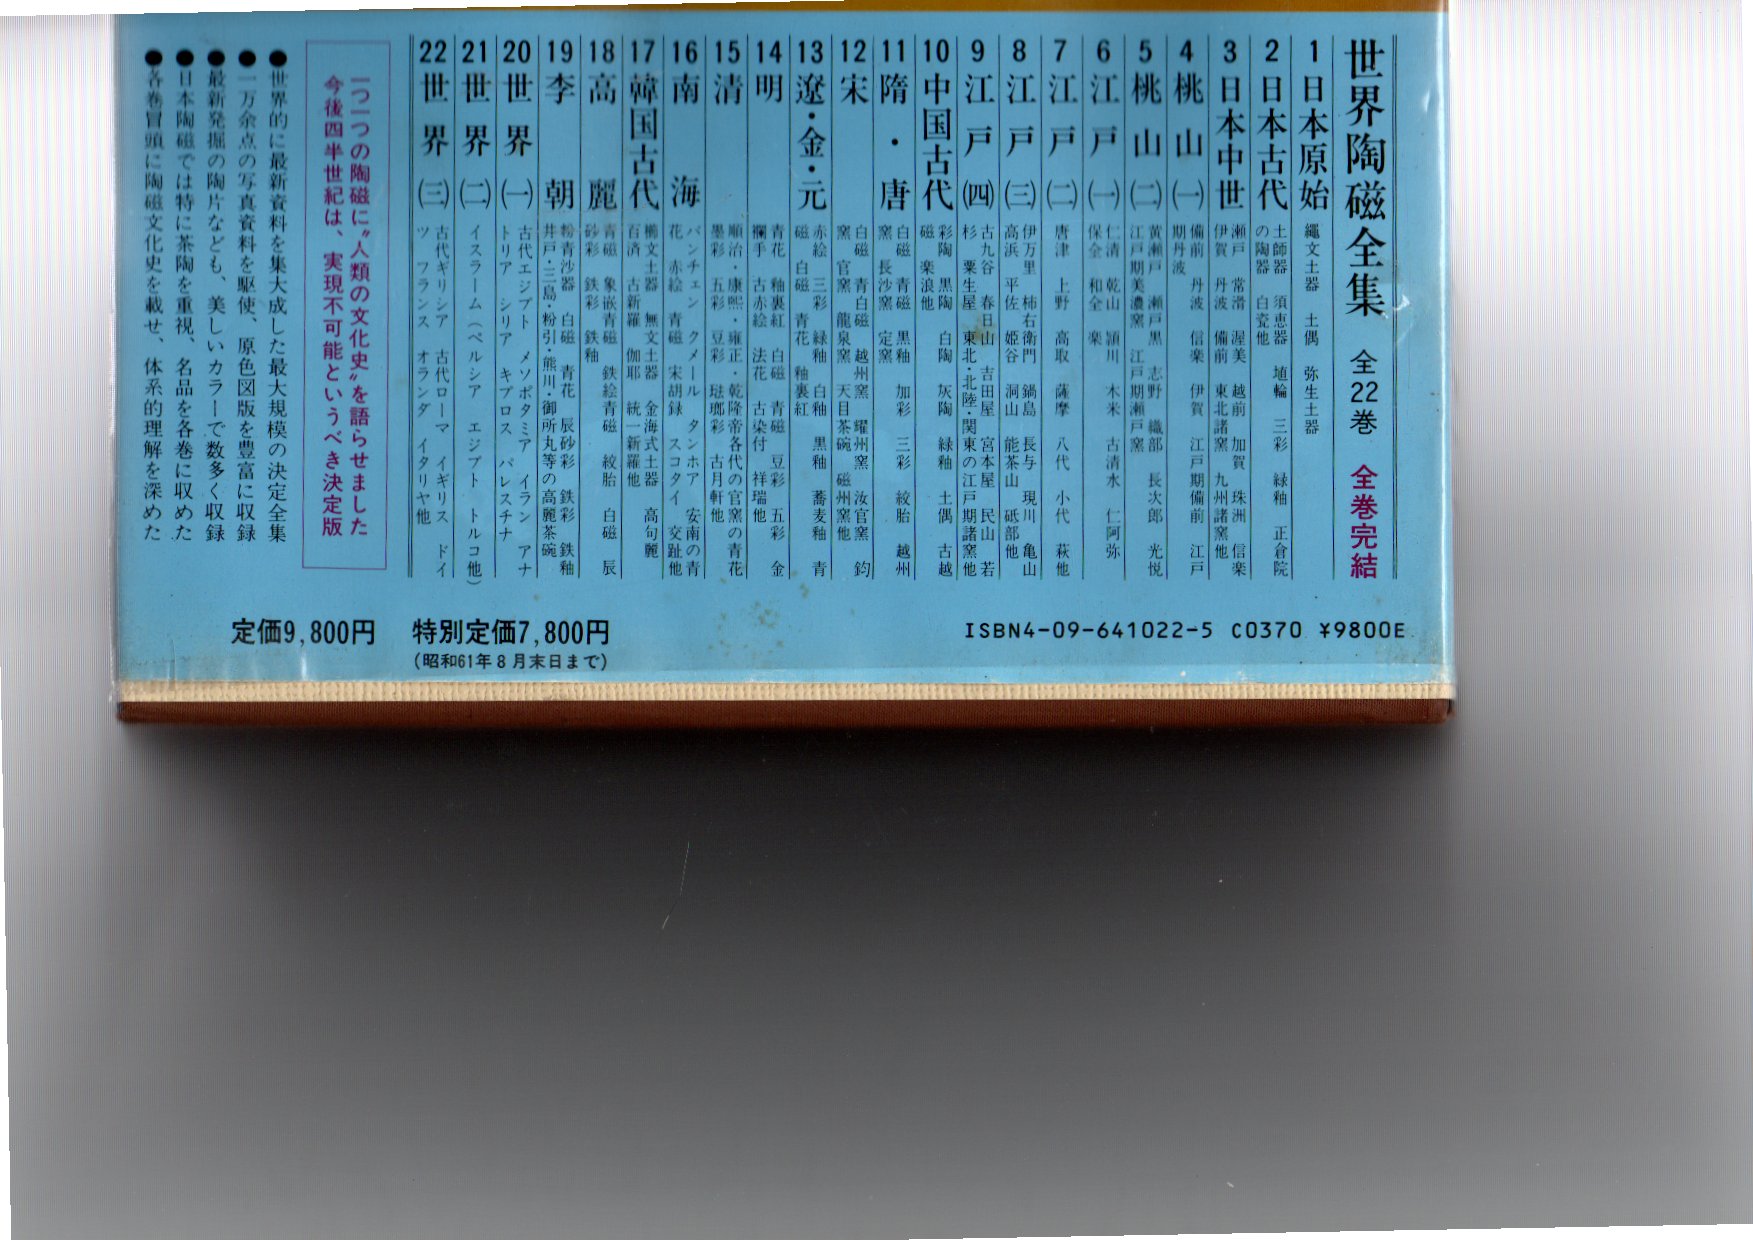 世界陶磁全集 全22巻 全巻完結
1 日本原始
縄文土器 土偶 弥生土器
2 日本古代
土師器 須恵器 埴輪 三彩 緑釉 正倉院
の陶器 白瓷他
3 日本中世
瀬戸 常滑 渥美 越前 加賀 珠洲 信楽
伊賀 丹波 備前 東北諸窯 九州諸窯他
4 桃山(一)
備前 丹波 信楽 伊賀 江戸期備前 江戸
期丹波
5 桃山(二)
黄瀬戸 瀬戸黒 志野 織部 長次郎 光悦
江戸期美濃窯 江戸期瀬戸窯
6 江戸(一)
仁清 乾山 頴川 木米 古清水 仁阿弥
保全 和全 楽
7 江戸(二)
唐津 上野 高取 薩摩 八代 小代 萩他
8 江戸(三)
伊万里 柿右衛門 鍋島 長与 現川 亀山
高浜 平佐 姫谷 洞山 能茶山 砥部他
9 江戸(四)
古九谷 春日山 吉田屋 宮本屋 民山 若
杉 粟生屋 東北・北陸・関東の江戸期諸窯他
10 中国古代
彩陶 黒陶 白陶 灰陶 緑釉 土偶 古越
磁 楽浪他
11 隋・唐
白磁 青磁 黒釉 加彩 三彩 絞胎 越州
窯 長沙窯 定窯
12 宋
白磁 青白磁 越州窯 耀州窯 汝官窯 鈞
窯 官窯 龍泉窯 天目茶碗 磁州窯他
13 遼・金・元
赤絵 三彩 緑釉 白釉 黒釉 蕎麦釉 青
磁 白磁・青花 釉裏紅
14 明
青花 釉裏紅 白磁 青磁 豆彩 五彩 金
襴手 古赤絵 法花 古染付 祥瑞他
15 清
順治・康熙・雍正・乾隆帝各代の官窯の青花
墨彩 五彩 豆彩 琺瑯彩 古月軒他
16 南海
バンチェン クメール タンホア 安南の青
花 赤絵 青磁 宋胡録 スコタイ 交趾他
17 韓国古代
櫛文土器 無文土器 金海式土器 高句麗
百済 古新羅 伽耶 統一新羅他
18 高麗
青磁 象嵌青磁 鉄絵青磁 絞胎 白磁 辰
砂彩 鉄彩 鉄釉
19 李朝
粉青沙器 白磁 青花 辰砂彩 鉄彩 鉄釉
井戸・三島・粉引・熊川・御所丸等の高麗茶碗
20 世界(一)
古代エジプト メソポタミア イラン アナ
トリア シリア キプロス パレスチナ
21 世界(二)
イスラーム(ペルシア エジプト トルコ他)
22 世界(三)
古代ギリシア 古代ローマ イギリス ドイ
ツ フランス オランダ イタリヤ他
一つ一つの陶磁に〝人類の文化史〟を語らせました
今後四半世紀は、実現不可能というべき決定版
●世界的に最新資料を集大成した最大規模の決定全集
●一万余点の写真資料を駆使、原色図版を豊富に収録
●最新発掘の陶片なども、美しいカラーで数多く収録
●日本陶磁では特に茶陶を重視、名品を各巻に収めた
●各巻冒頭に陶磁文化史を載せ、体系的理解を深めた
定価9,800円 特別定価7,800円
(昭和61年8月末日まで)
ISBN4-09-641022-5 C0370 ¥9800E